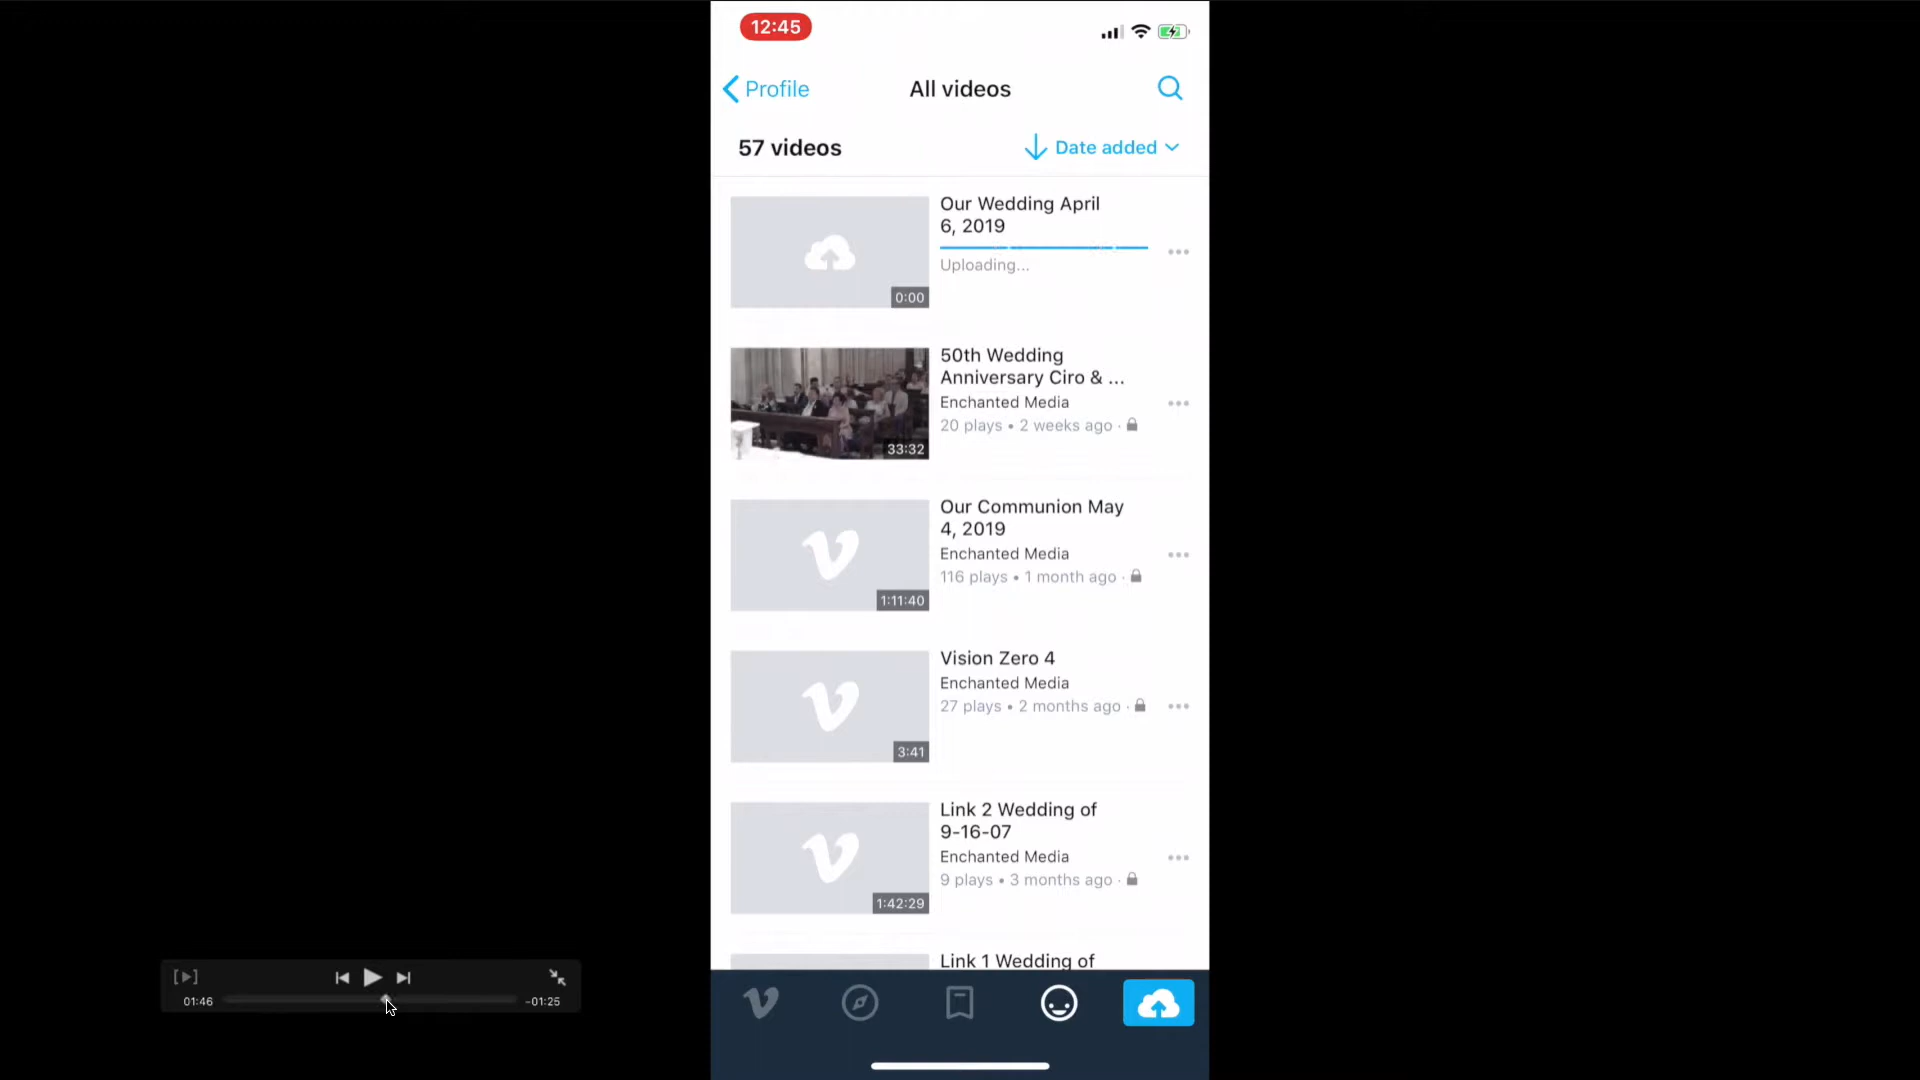 12:45
Profile
All videos
57 videos
Date added
Our Wedding April
6, 2019
Uploading...
0:00
50th Wedding
Anniversary Ciro & ...
Enchanted Media
20 plays • 2 weeks ago ·
33:32
Our Communion May
4, 2019
Enchanted Media
116 plays • 1 month ago ·
1:11:40
Vision Zero 4
Enchanted Media
27 plays • 2 months ago ·
3:41
Link 2 Wedding of
9-16-07
Enchanted Media
9 plays • 3 months ago ·
1:42:29
Link 1 Wedding of
01:46
-01:25